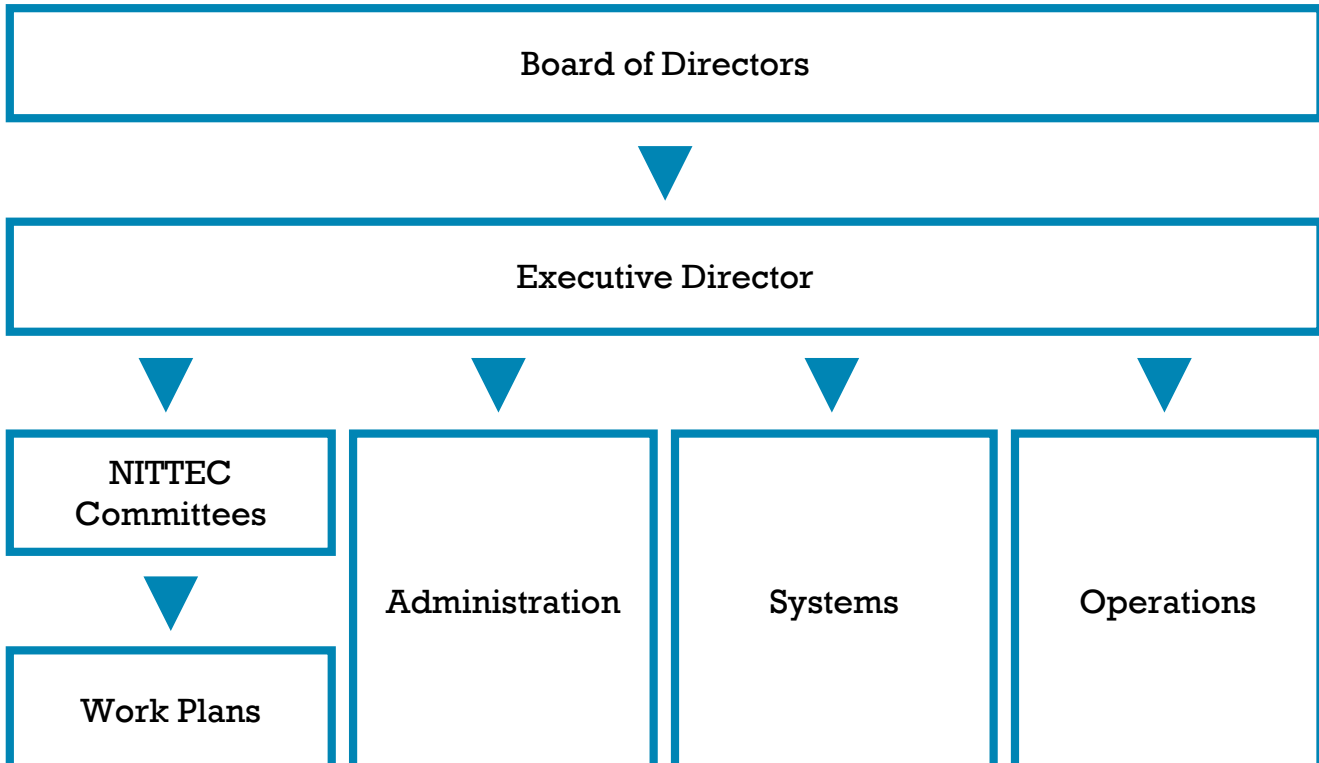 Board of Directors
Executive Director
NITTEC
Committees
Administration
Systems
Operations
Work Plans